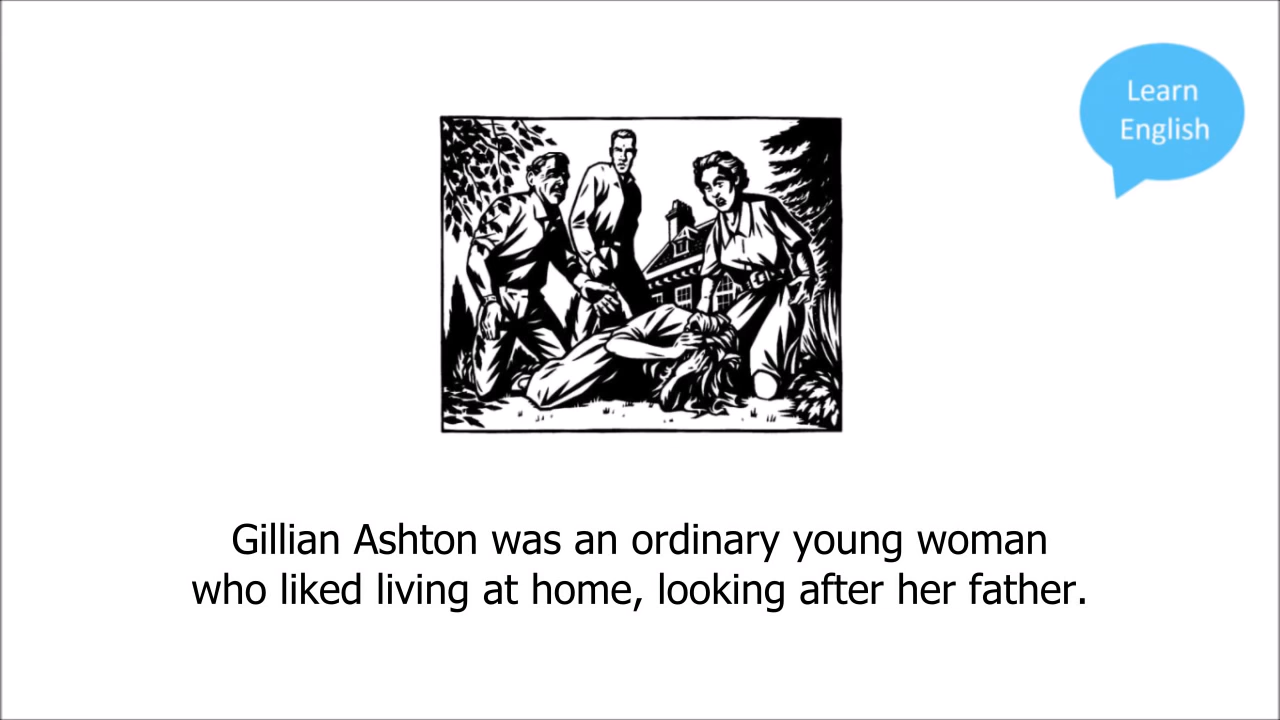 Learn
English
Gillian Ashton was an ordinary young woman
who liked living at home, looking after her father.